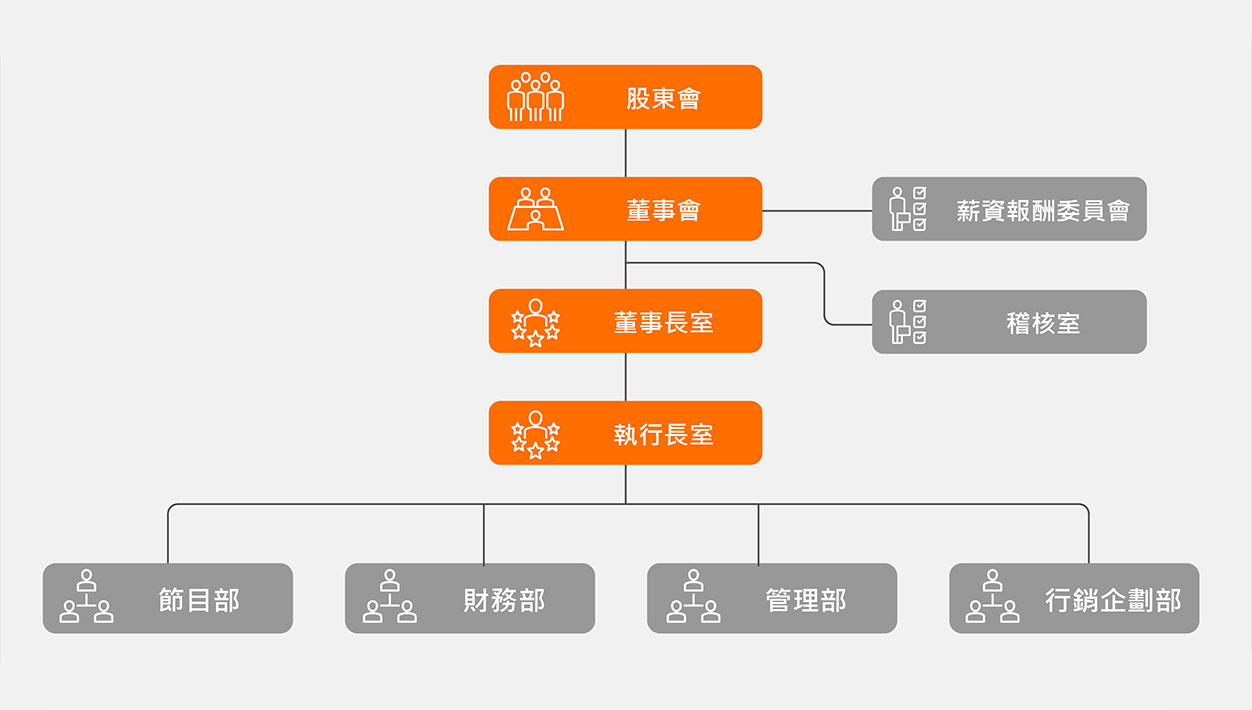 股東會
董事會
薪資報酬委員會
董事長室
稽核室
執行長室
節目部
財務部
管理部
行銷企劃部